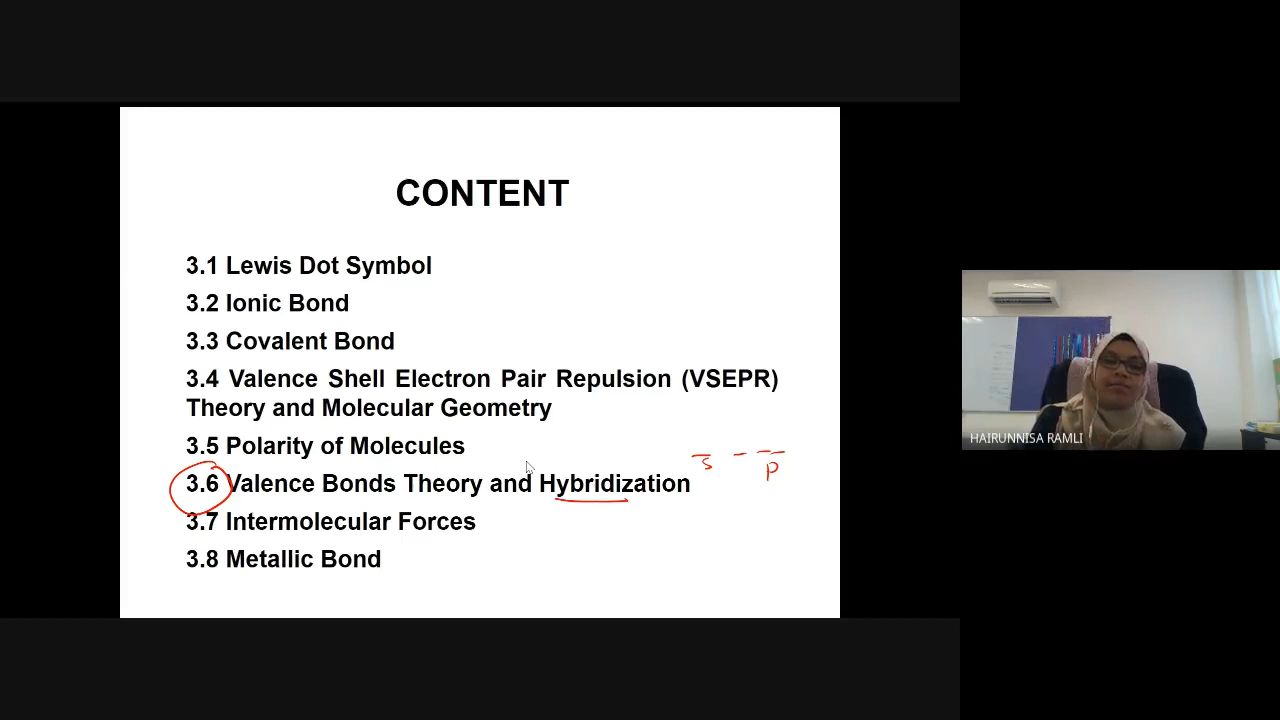 CONTENT
3.1 Lewis Dot Symbol
3.2 Ionic Bond
3.3 Covalent Bond
3.4 Valence Shell Electron Pair Repulsion (VSEPR)
Theory and Molecular Geometry
3.5 Polarity of Molecules
3.6 Valence Bonds Theory and Hybridization
s p
3.7 Intermolecular Forces
3.8 Metallic Bond
HAIRUNNISA RAMLI